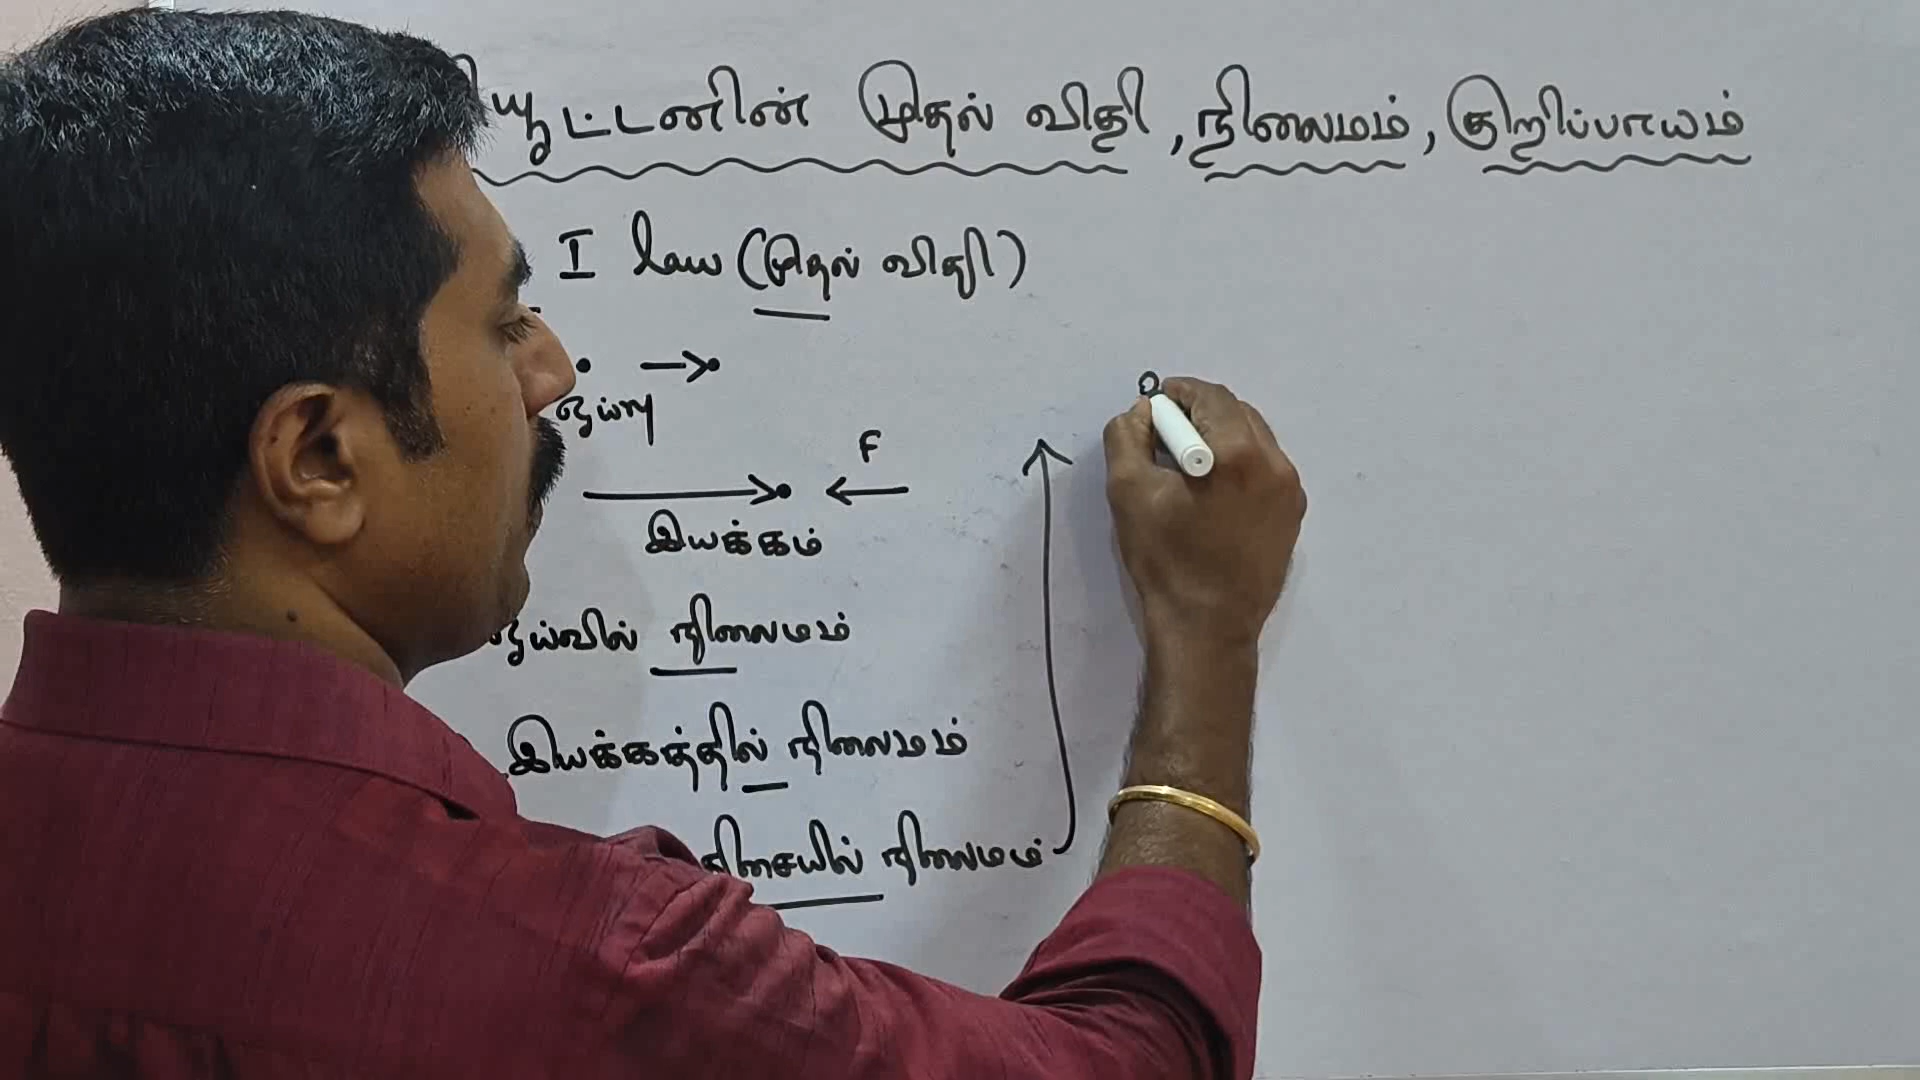 யூட்டனின் முதல் விதி, நிலைமம், குறிப்பாயம்
I law (முதல் விதி)
ஓய்வு
F
இயக்கம்
ஓய்வில் நிலைமம்
இயக்கத்தில் நிலைமம்
திசையில் நிலைமம்